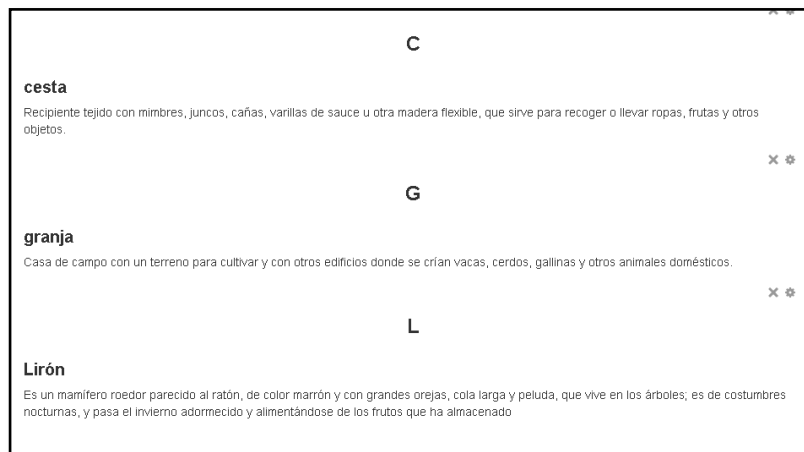 C
cesta
Recipiente tejido con mimbres, juncos, cañas, varillas de sauce u otra madera flexible, que sirve para recoger o llevar ropas, frutas y otros
objetos.
G
granja
Casa de campo con un terreno para cultivar y con otros edificios donde se crían vacas, cerdos, gallinas y otros animales domésticos.
L
Lirón
Es un mamífero roedor parecido al ratón, de color marrón y con grandes orejas, cola larga y peluda, que vive en los árboles; es de costumbres
nocturnas, y pasa el invierno adormecido y alimentándose de los frutos que ha almacenado